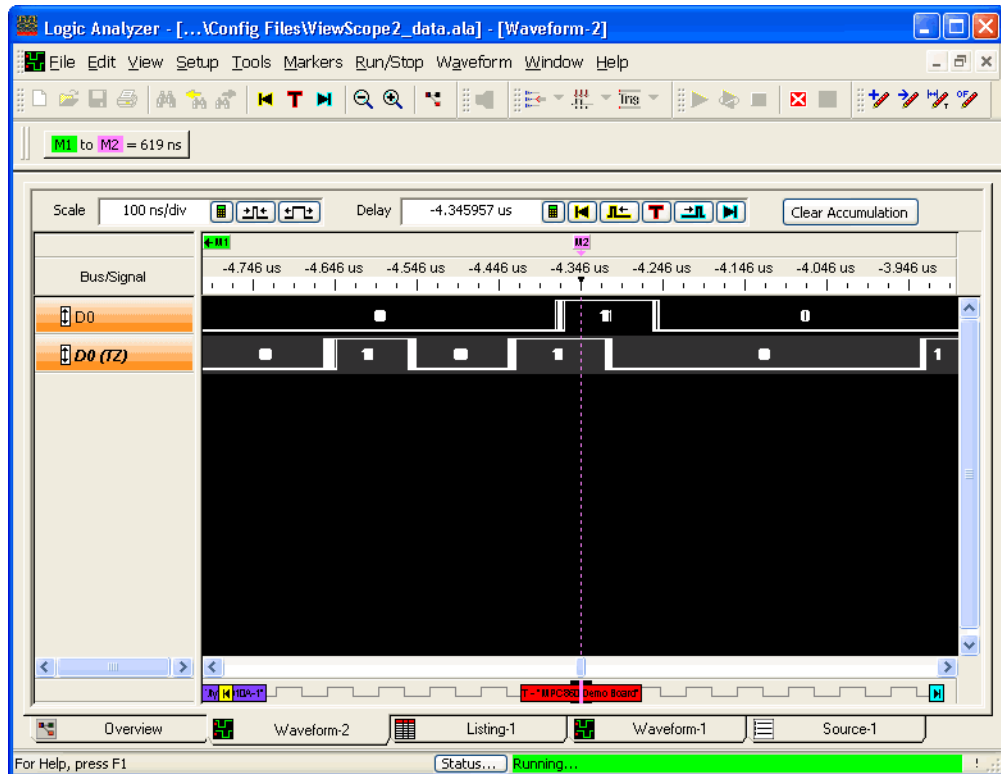 Logic Analyzer - [...\Config Files\ViewScope2_data.ala] - [Waveform-2]
File Edit View Setup Tools Markers Run/Stop Waveform Window Help
T
M1 to M2 = 619 ns
Scale 100 ns/div Delay -4.345957 us T Clear Accumulation
M1 M2
Bus/Signal -4.746 us -4.646 us -4.546 us -4.446 us -4.346 us -4.246 us -4.146 us -4.046 us -3.946 us
D0 1 0
D0 (TZ) 1 1 1
T - "MPC860 Demo Board"
Overview Waveform-2 Listing-1 Waveform-1 Source-1
For Help, press F1 Status... Running... !